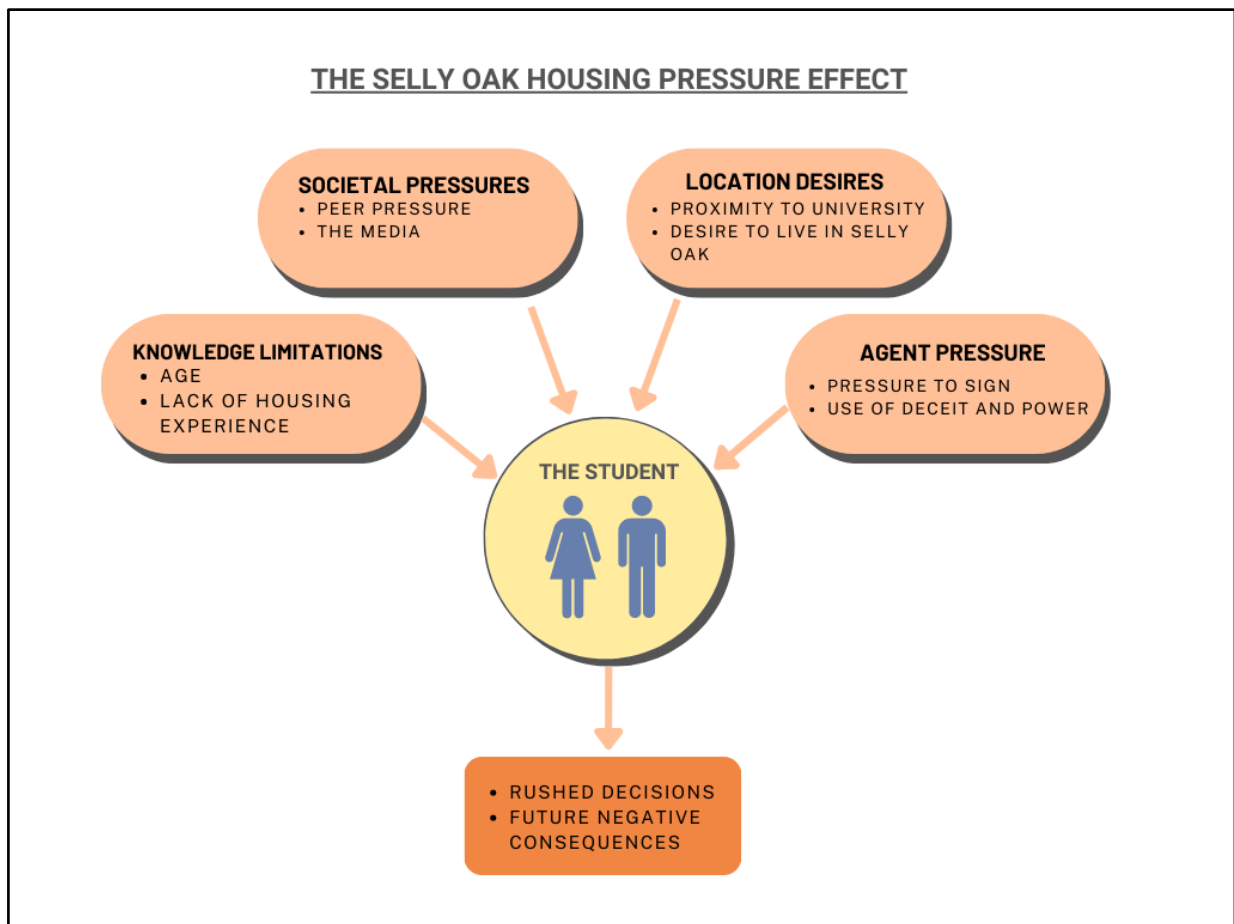 THE SELLY OAK HOUSING PRESSURE EFFECT
SOCIETAL PRESSURES
• PEER PRESSURE
• THE MEDIA
LOCATION DESIRES
• PROXIMITY TO UNIVERSITY
• DESIRE TO LIVE IN SELLY
OAK
KNOWLEDGE LIMITATIONS
• AGE
• LACK OF HOUSING
EXPERIENCE
AGENT PRESSURE
• PRESSURE TO SIGN
• USE OF DECEIT AND POWER
THE STUDENT
• RUSHED DECISIONS
• FUTURE NEGATIVE
CONSEQUENCES